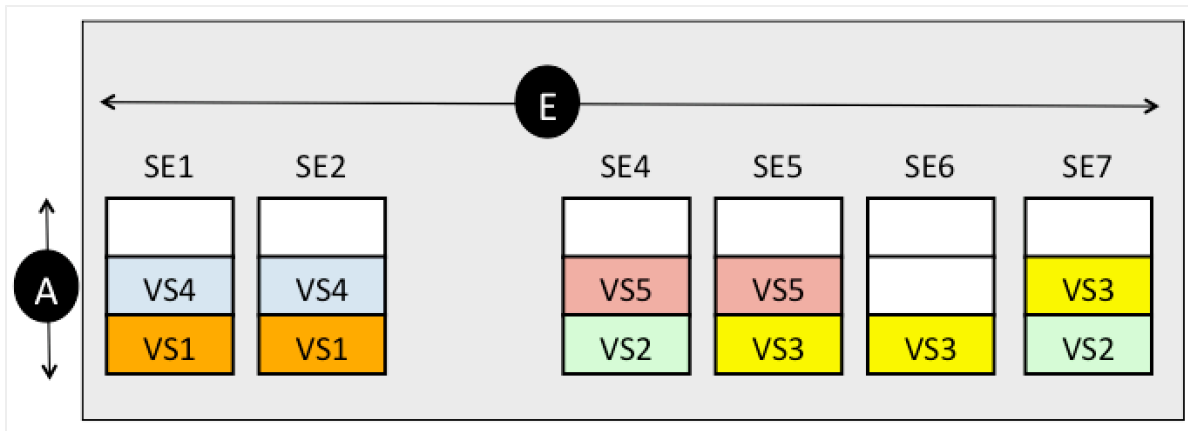 E
SE1 SE2 SE4 SE5 SE6 SE7
A
VS4 VS4 VS5 VS5 VS3
VS1 VS1 VS2 VS3 VS3 VS2